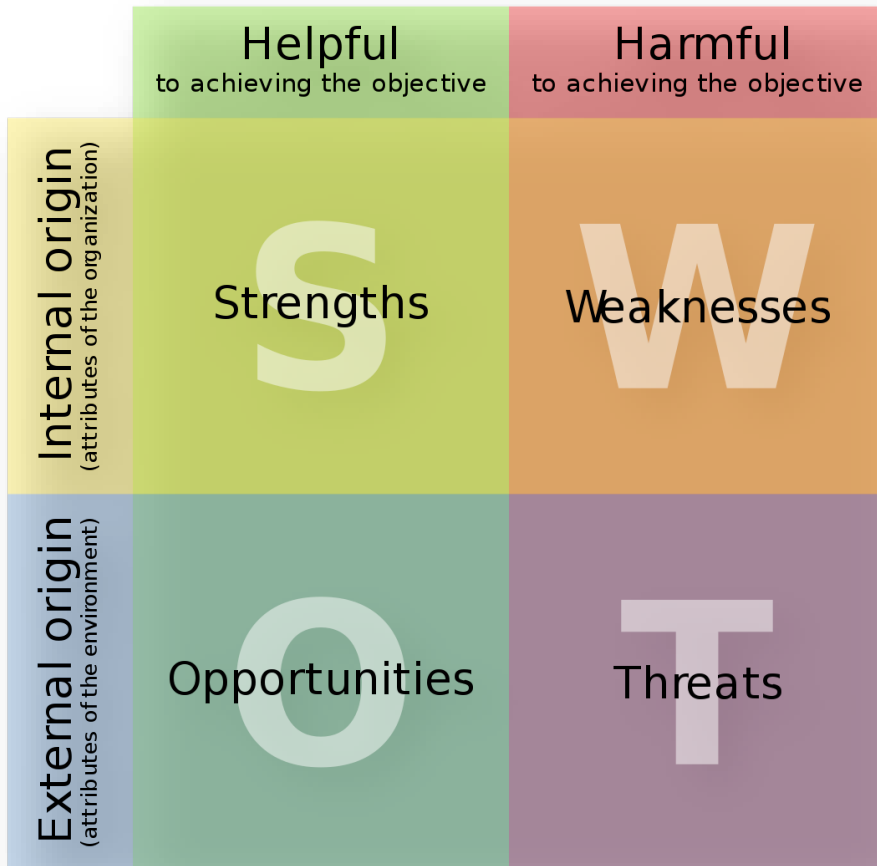 Helpful
to achieving the objective
Harmful
to achieving the objective
Internal origin
(attributes of the organization)
S
Strengths
W
Weaknesses
External origin
(attributes of the environment)
O
Opportunities
T
Threats